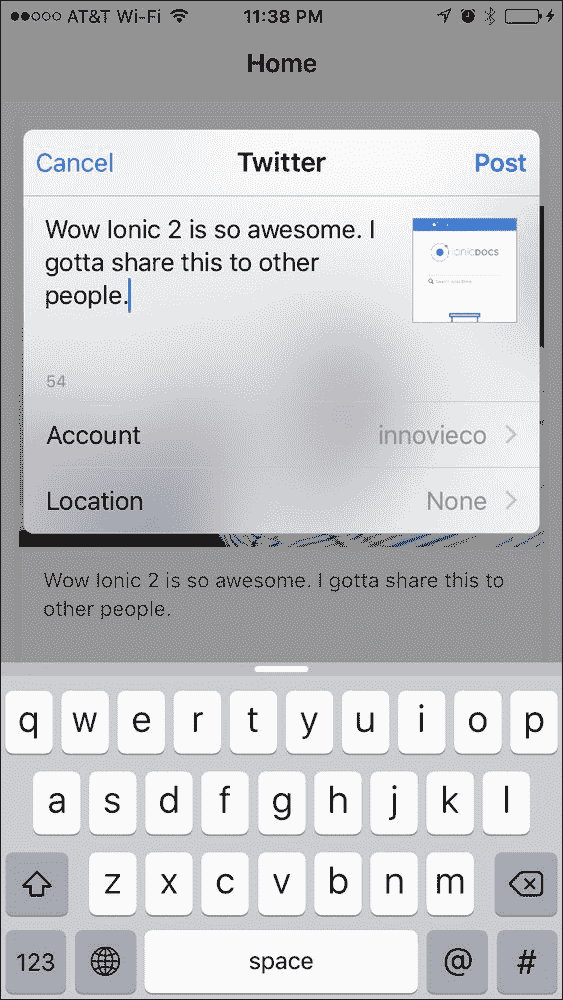 AT&T Wi-Fi 11:38 PM
Home
Cancel Twitter Post
Wow Ionic 2 is so awesome. I
gotta share this to other
people.
ionicDOCS
54
Account innovieco
Location None
Wow Ionic 2 is so awesome. I gotta share this to
other people.
q w e r t y u i o p
a s d f g h j k l
z x c v b n m
123 space @ #